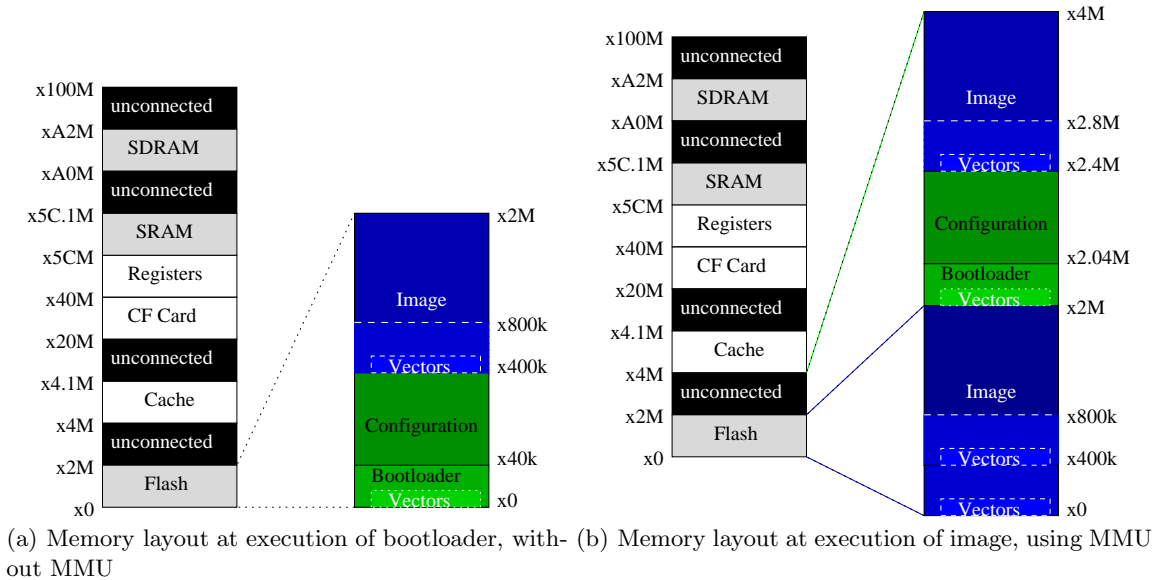 x100M
unconnected
xA2M
SDRAM
xA0M
unconnected
x5C.1M
SRAM
x5CM
Registers
x40M
CF Card
x20M
unconnected
x4.1M
Cache
x4M
unconnected
x2M
Flash
x0
x2M
Image
x800k
Vectors
x400k
Configuration
x40k
Bootloader
Vectors
x0
(a) Memory layout at execution of bootloader, with-
out MMU
x100M
unconnected
xA2M
SDRAM
xA0M
unconnected
x5C.1M
SRAM
x5CM
Registers
x40M
CF Card
x20M
unconnected
x4.1M
Cache
x4M
unconnected
x2M
Flash
x0
x4M
Image
x2.8M
Vectors
x2.4M
Configuration
x2.04M
Bootloader
Vectors
x2M
Image
x800k
Vectors
x400k
Vectors
x0
(b) Memory layout at execution of image, using MMU